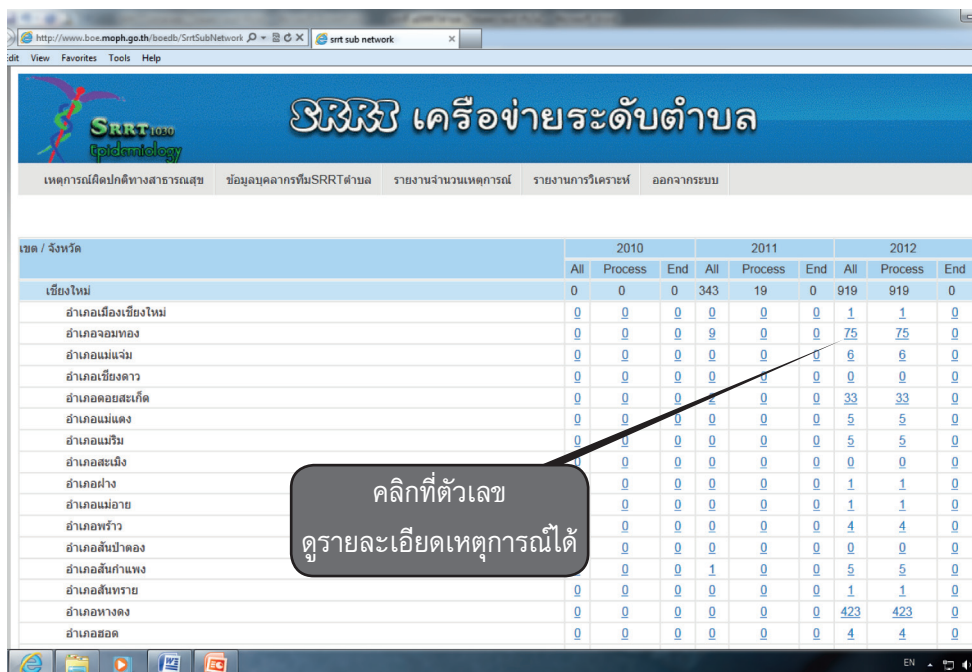 http://www.boe.moph.go.th/boedb/SrrtSubNetwork
srrt sub network
dit View Favorites Tools Help
SRRT 1030
Epidemiology
SRRT เครือข่ายระดับตำบล
เหตุการณ์ผิดปกติทางสาธารณสุข ข้อมูลบุคลากรทีมSRRTตำบล รายงานจำนวนเหตุการณ์ รายงานการวิเคราะห์ ออกจากระบบ
เขต / จังหวัด 2010 2011 2012
All Process End All Process End All Process End
เชียงใหม่ 0 0 0 343 19 0 919 919 0
อำเภอเมืองเชียงใหม่ 0 0 0 0 0 0 1 1 0
อำเภอจอมทอง 0 0 0 9 0 0 75 75 0
อำเภอแม่แจ่ม 0 0 0 0 0 0 6 6 0
อำเภอเชียงดาว 0 0 0 0 0 0 0 0 0
อำเภอดอยสะเก็ด 0 0 0 2 0 0 33 33 0
อำเภอแม่แตง 0 0 0 0 0 0 5 5 0
อำเภอแม่ริม 0 0 0 0 0 0 5 5 0
อำเภอสะเมิง 0 0 0 0 0 0 0 0 0
อำเภอฝาง 0 0 0 0 0 1 1 0
อำเภอแม่อาย 0 0 0 0 0 1 1 0
อำเภอพร้าว 0 0 0 0 0 4 4 0
อำเภอสันป่าตอง 0 0 0 0 0 0 0 0
อำเภอสันกำแพง 0 0 1 0 0 5 5 0
อำเภอสันทราย 0 0 0 0 0 0 1 1 0
อำเภอหางดง 0 0 0 0 0 0 423 423 0
อำเภอฮอด 0 0 0 0 0 0 4 4 0
คลิกที่ตัวเลข
ดูรายละเอียดเหตุการณ์ได้
EN